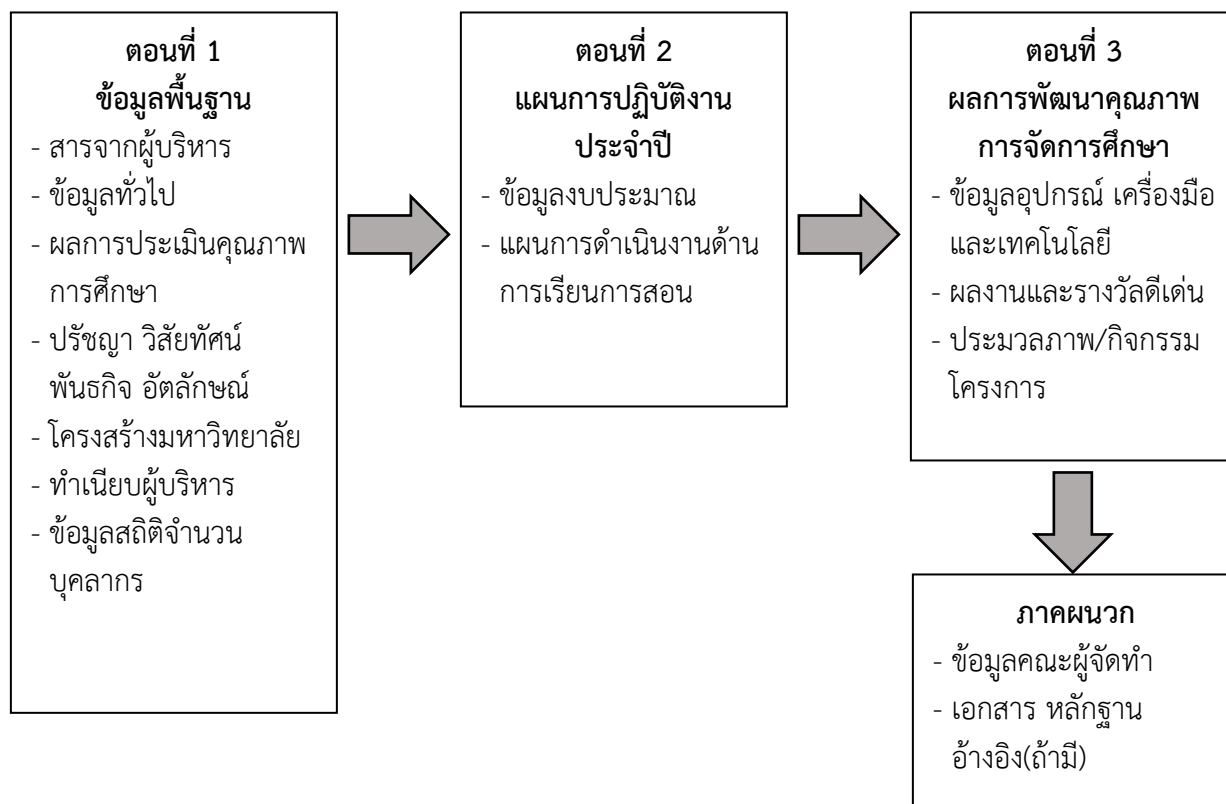 ตอนที่ 1
ข้อมูลพื้นฐาน
- สารจากผู้บริหาร
- ข้อมูลทั่วไป
- ผลการประเมินคุณภาพ
การศึกษา
- ปรัชญา วิสัยทัศน์
พันธกิจ อัตลักษณ์
- โครงสร้างมหาวิทยาลัย
- ทำเนียบผู้บริหาร
- ข้อมูลสถิติจำนวน
บุคลากร
ตอนที่ 2
แผนการปฏิบัติงาน
ประจำปี
- ข้อมูลงบประมาณ
- แผนการดำเนินงานด้าน
การเรียนการสอน
ตอนที่ 3
ผลการพัฒนาคุณภาพ
การจัดการศึกษา
- ข้อมูลอุปกรณ์ เครื่องมือ
และเทคโนโลยี
- ผลงานและรางวัลดีเด่น
- ประมวลภาพ/กิจกรรม
โครงการ
ภาคผนวก
- ข้อมูลคณะผู้จัดทำ
- เอกสาร หลักฐาน
อ้างอิง(ถ้ามี)